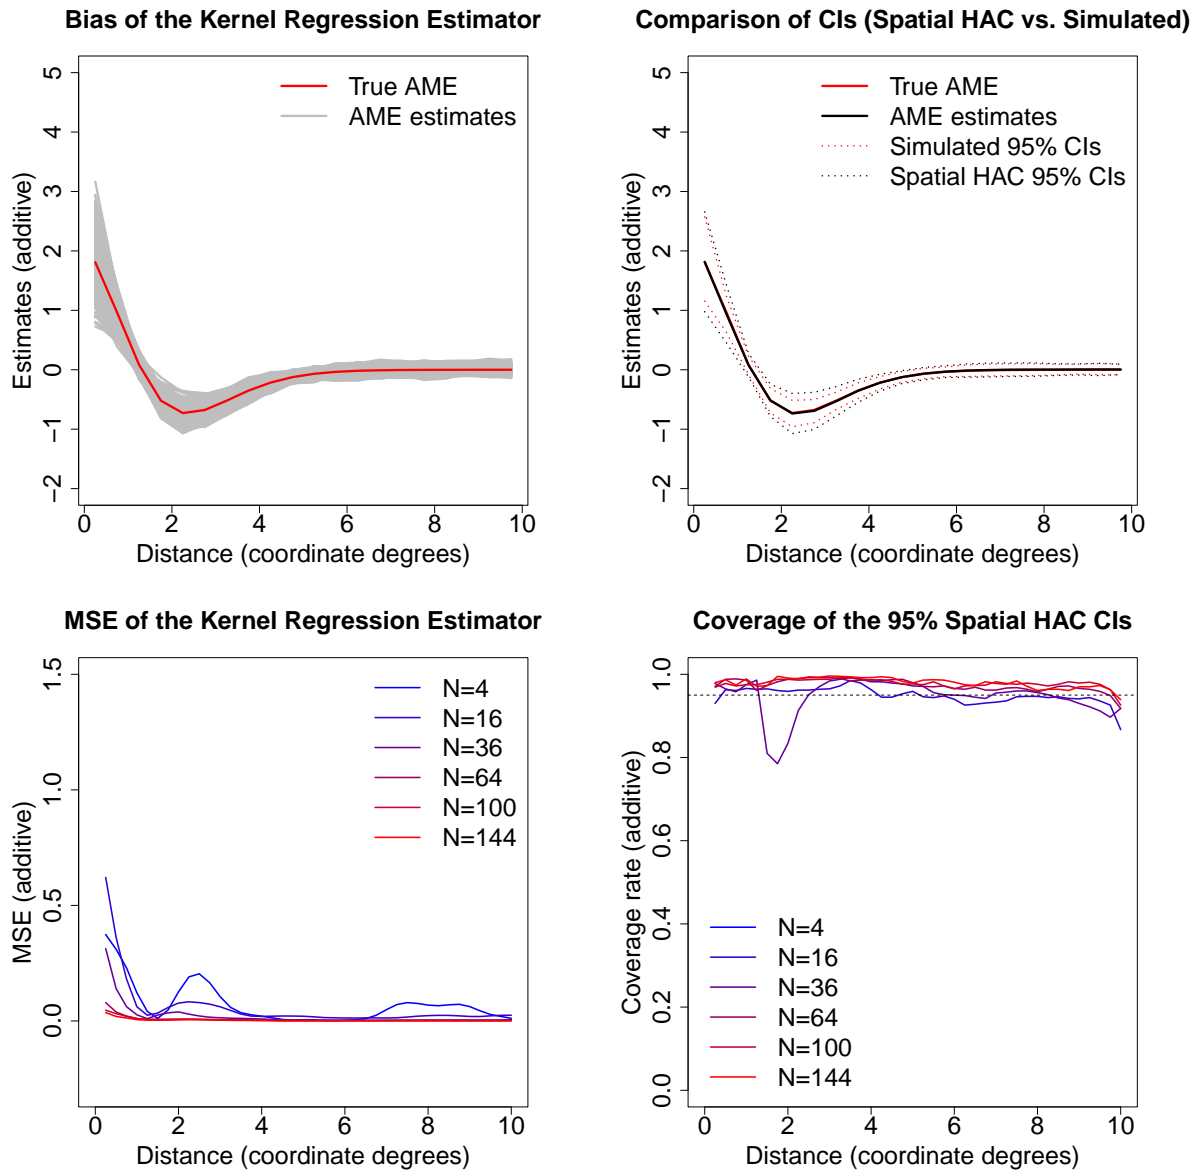 Bias of the Kernel Regression Estimator
5
4
3
2
1
0
−1
−2
Estimates (additive)
True AME
AME estimates
0 2 4 6 8 10
Distance (coordinate degrees)
Comparison of CIs (Spatial HAC vs. Simulated)
5
4
3
2
1
0
−1
−2
Estimates (additive)
True AME
AME estimates
Simulated 95% CIs
Spatial HAC 95% CIs
0 2 4 6 8 10
Distance (coordinate degrees)
MSE of the Kernel Regression Estimator
1.5
1.0
0.5
0.0
MSE (additive)
N=4
N=16
N=36
N=64
N=100
N=144
0 2 4 6 8 10
Distance (coordinate degrees)
Coverage of the 95% Spatial HAC CIs
1.0
0.8
0.6
0.4
0.2
0.0
Coverage rate (additive)
N=4
N=16
N=36
N=64
N=100
N=144
0 2 4 6 8 10
Distance (coordinate degrees)